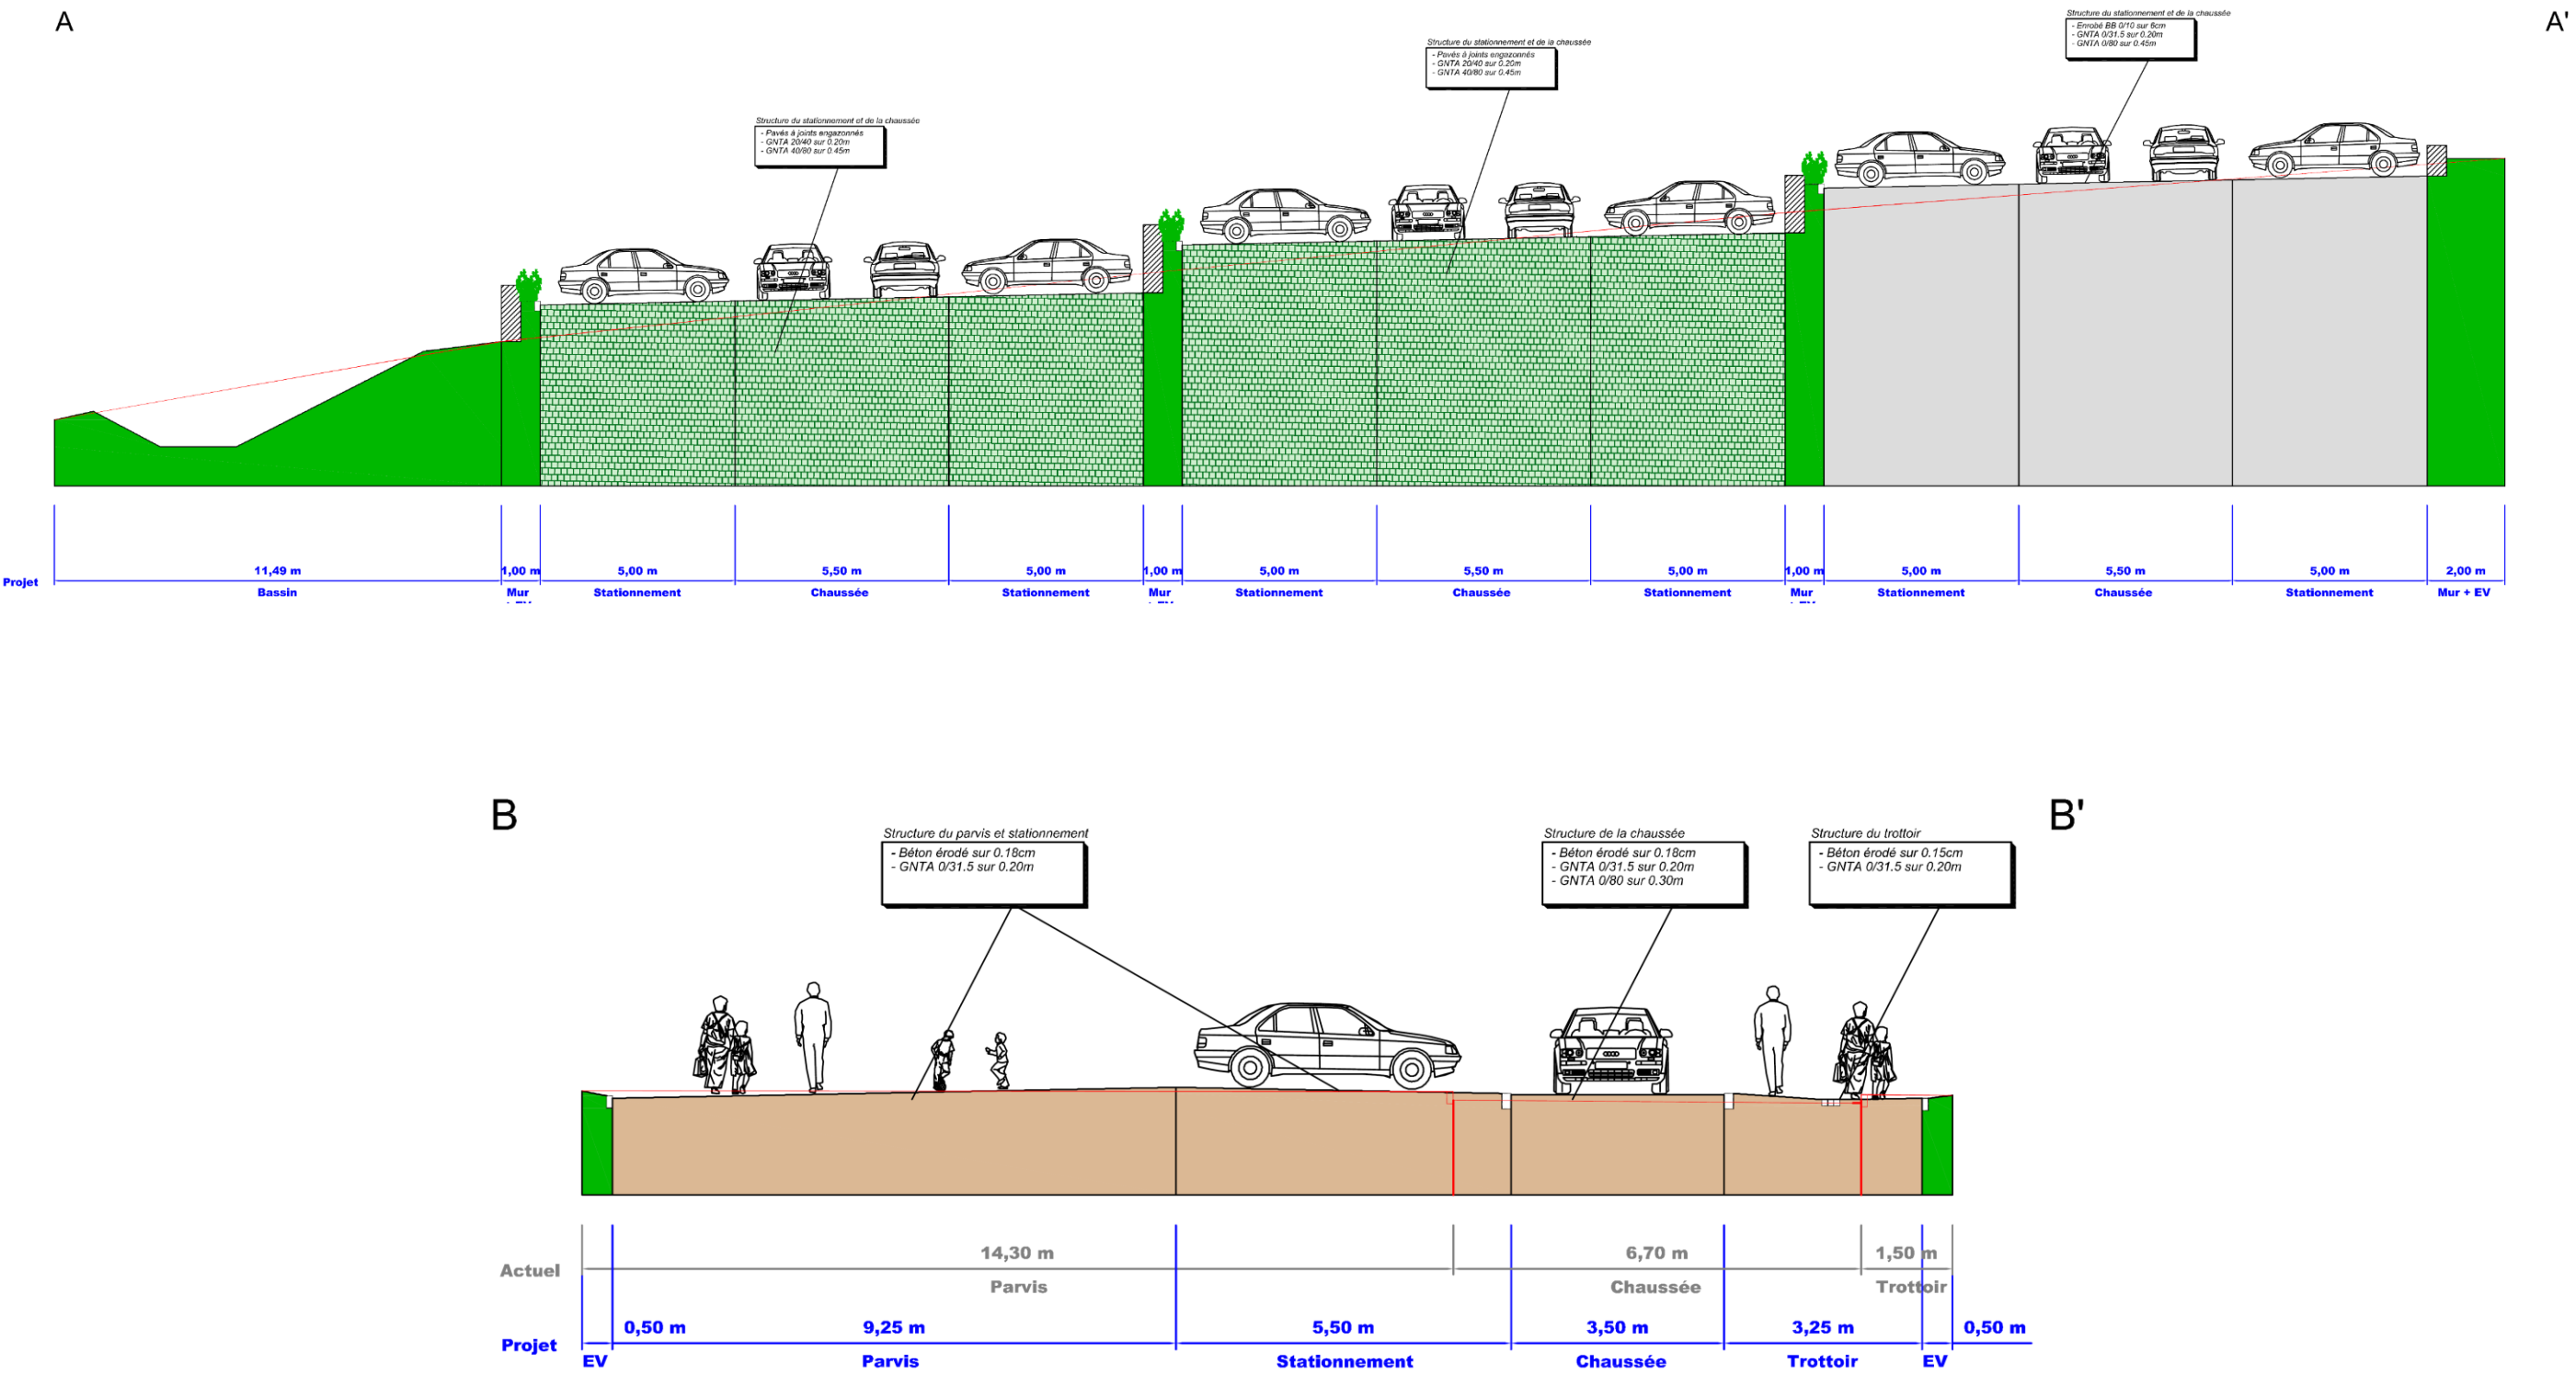 A
A'
Structure du stationnement et de la chaussée
- Enrobé BB 0/10 sur 6cm
- GNTA 0/31.5 sur 0.20m
- GNTA 0/80 sur 0.45m
Structure du stationnement et de la chaussée
- Pavés à joints engazonnés
- GNTA 20/40 sur 0.20m
- GNTA 40/80 sur 0.45m
Structure du stationnement et de la chaussée
- Pavés à joints engazonnés
- GNTA 20/40 sur 0.20m
- GNTA 40/80 sur 0.45m
11,49 m 1,00 m 5,00 m 5,50 m 5,00 m 1,00 m 5,00 m 5,50 m 5,00 m 1,00 m 5,00 m 5,50 m 5,00 m 2,00 m
Projet
Bassin Mur Stationnement Chaussée Stationnement Mur Stationnement Chaussée Stationnement Mur Stationnement Chaussée Stationnement Mur + EV
B
B'
Structure du parvis et stationnement
- Béton érodé sur 0.18cm
- GNTA 0/31.5 sur 0.20m
Structure de la chaussée
- Béton érodé sur 0.18cm
- GNTA 0/31.5 sur 0.20m
- GNTA 0/80 sur 0.30m
Structure du trottoir
- Béton érodé sur 0.15cm
- GNTA 0/31.5 sur 0.20m
14,30 m 6,70 m 1,50 m
Actuel
Parvis Chaussée Trottoir
0,50 m 9,25 m 5,50 m 3,50 m 3,25 m 0,50 m
Projet
EV Parvis Stationnement Chaussée Trottoir EV